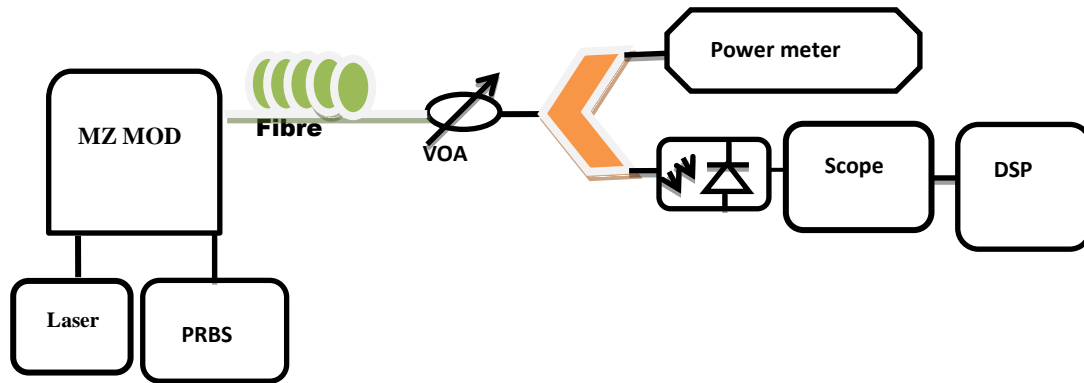 Power meter
MZ MOD
Fibre
VOA
Scope
DSP
Laser
PRBS